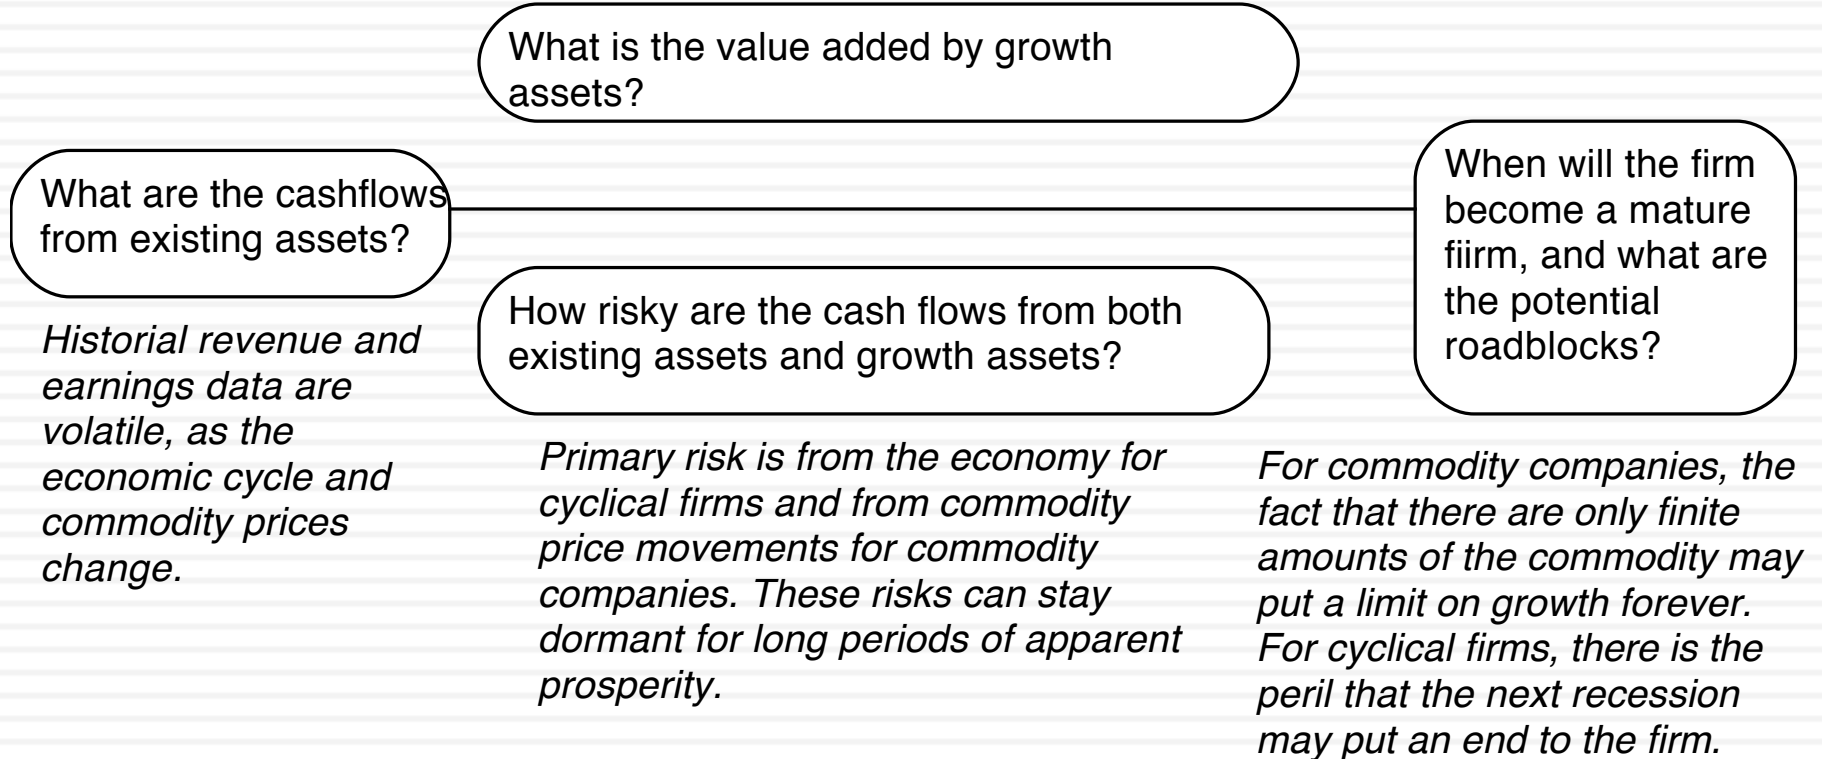 What is the value added by growth
assets?
What are the cashflows
from existing assets?
Historial revenue and
earnings data are
volatile, as the
economic cycle and
commodity prices
change.
How risky are the cash flows from both
existing assets and growth assets?
Primary risk is from the economy for
cyclical firms and from commodity
price movements for commodity
companies. These risks can stay
dormant for long periods of apparent
prosperity.
When will the firm
become a mature
fiirm, and what are
the potential
roadblocks?
For commodity companies, the
fact that there are only finite
amounts of the commodity may
put a limit on growth forever.
For cyclical firms, there is the
peril that the next recession
may put an end to the firm.